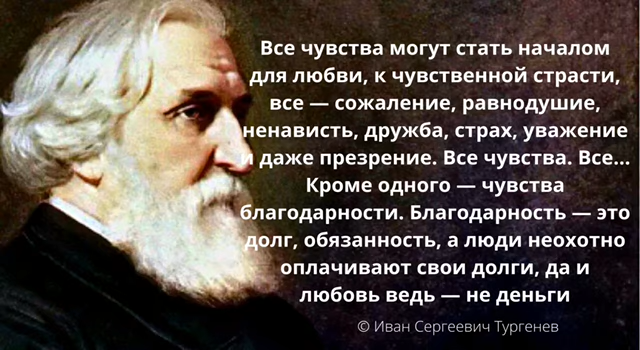 Все чувства могут стать началом
для любви, к чувственной страсти,
все — сожаление, равнодушие,
ненависть, дружба, страх, уважение
и даже презрение. Все чувства. Все...
Кроме одного — чувства
благодарности. Благодарность — это
долг, обязанность, а люди неохотно
оплачивают свои долги, да и
любовь ведь — не деньги
© Иван Сергеевич Тургенев